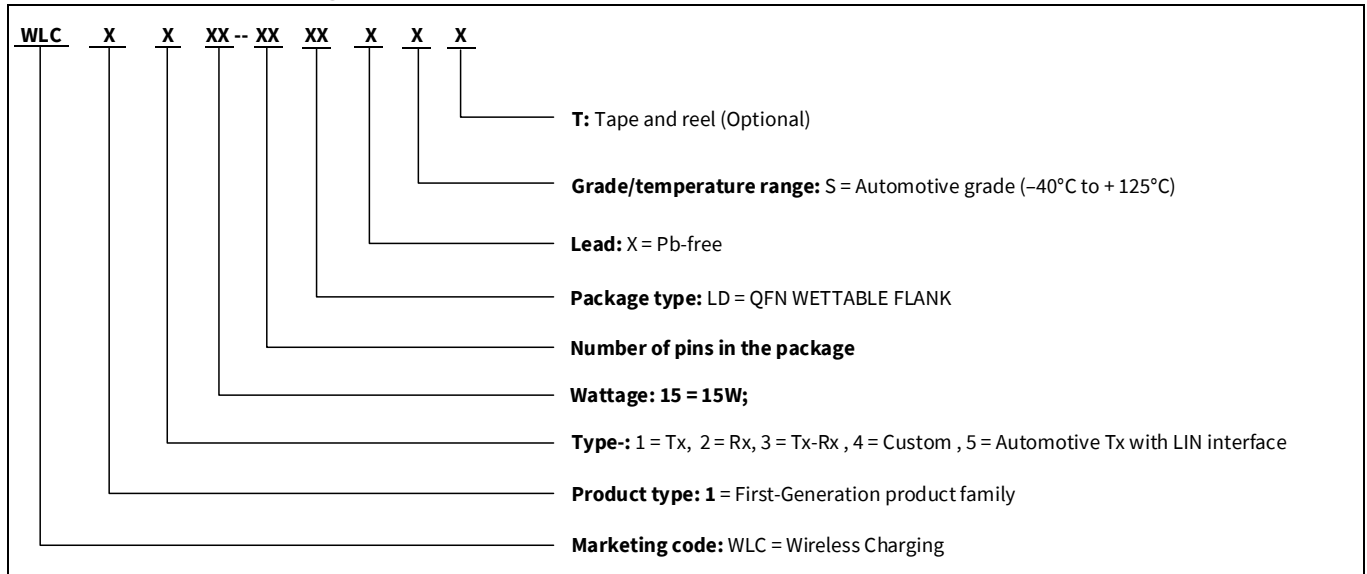 WLC X X XX -- XX XX X X X
T: Tape and reel (Optional)
Grade/temperature range: S = Automotive grade (–40°C to + 125°C)
Lead: X = Pb-free
Package type: LD = QFN WETTABLE FLANK
Number of pins in the package
Wattage: 15 = 15W;
Type-: 1 = Tx, 2 = Rx, 3 = Tx-Rx , 4 = Custom , 5 = Automotive Tx with LIN interface
Product type: 1 = First-Generation product family
Marketing code: WLC = Wireless Charging